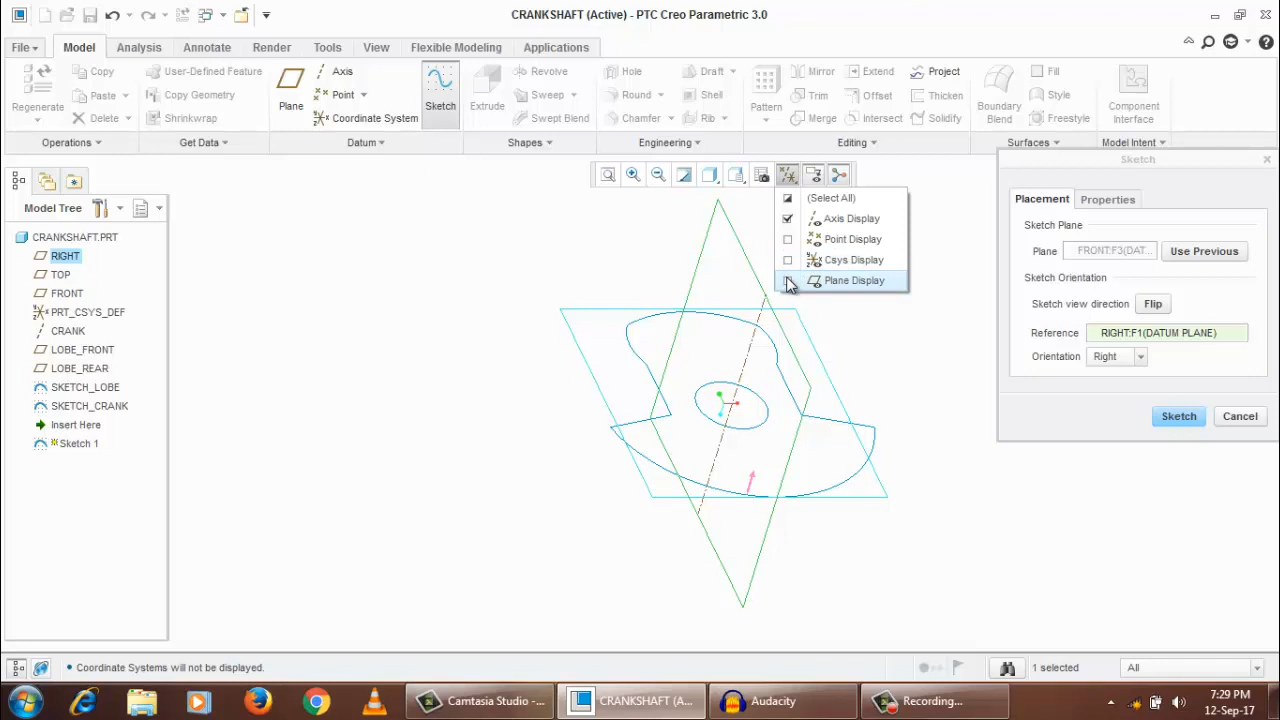 CRANKSHAFT (Active) - PTC Creo Parametric 3.0
File Model Analysis Annotate Render Tools View Flexible Modeling Applications
Regenerate
Copy
Paste
Delete
Operations
User-Defined Feature
Copy Geometry
Shrinkwrap
Get Data
Plane
Axis
Point
Coordinate System
Sketch
Datum
Extrude
Revolve
Sweep
Swept Blend
Shapes
Hole
Round
Chamfer
Draft
Shell
Rib
Engineering
Pattern
Mirror
Trim
Merge
Extend
Offset
Intersect
Project
Thicken
Solidify
Editing
Boundary
Blend
Fill
Style
Freestyle
Surfaces
Component
Interface
Model Intent
Model Tree
CRANKSHAFT.PRT
RIGHT
TOP
FRONT
PRT_CSYS_DEF
CRANK
LOBE_FRONT
LOBE_REAR
SKETCH_LOBE
SKETCH_CRANK
Insert Here
Sketch 1
(Select All)
Axis Display
Point Display
Csys Display
Plane Display
Sketch
Placement Properties
Sketch Plane
Plane FRONT:F3(DAT... Use Previous
Sketch Orientation
Sketch view direction Flip
Reference RIGHT:F1(DATUM PLANE)
Orientation Right
Sketch Cancel
• Coordinate Systems will not be displayed.
1 selected
All
Camtasia Studio -...
CRANKSHAFT (A...
Audacity
Recording...
7:29 PM
12-Sep-17